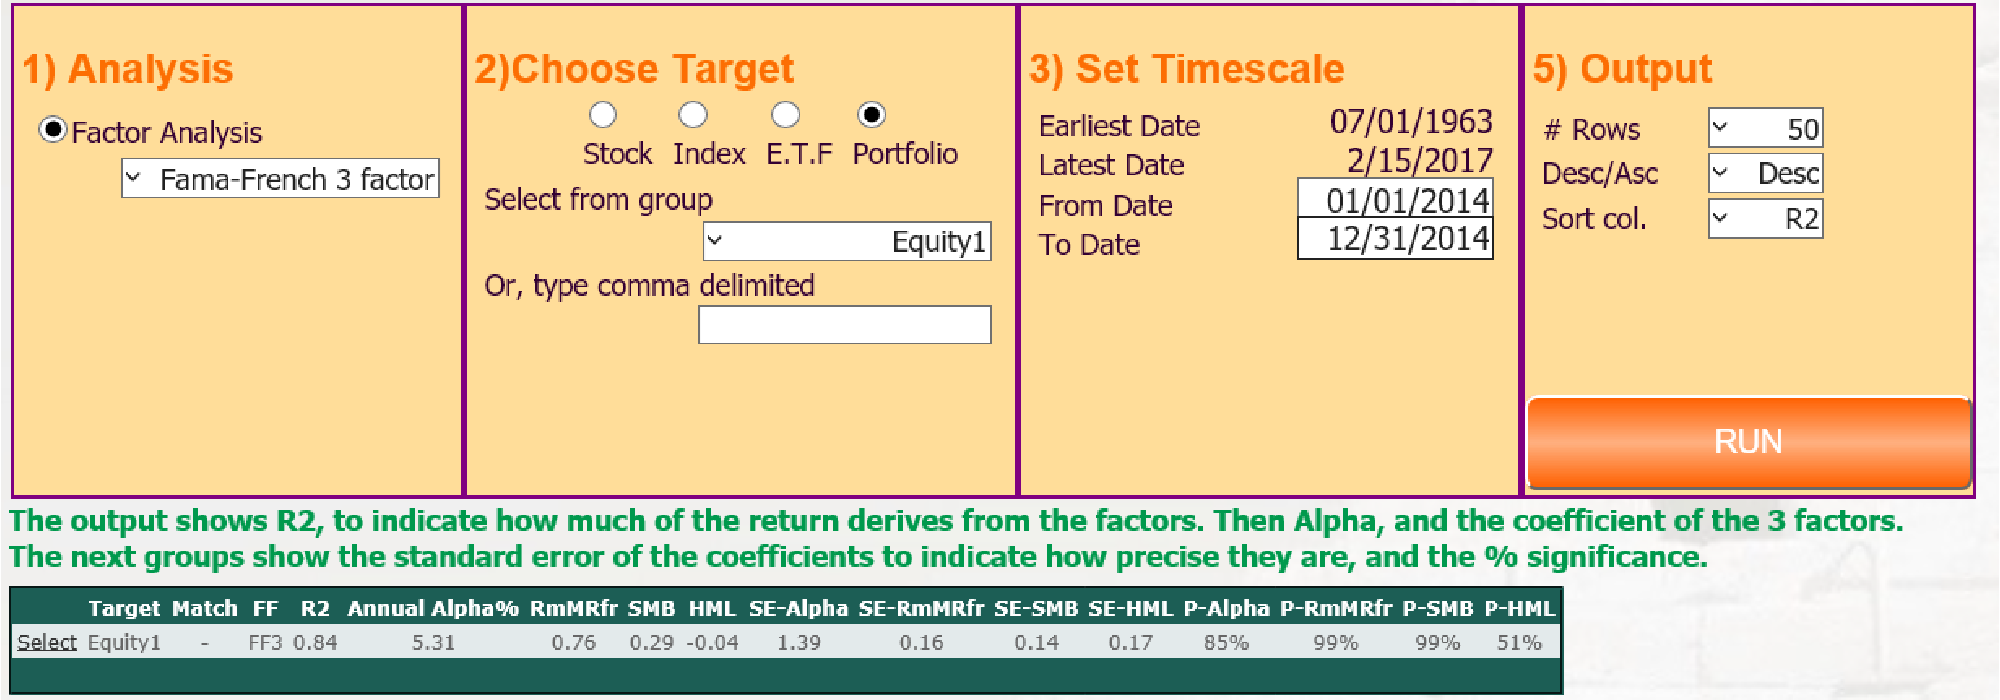 1) Analysis
Factor Analysis
Fama-French 3 factor
2)Choose Target
Stock Index E.T.F Portfolio
Select from group
Equity1
Or, type comma delimited
3) Set Timescale
Earliest Date 07/01/1963
Latest Date 2/15/2017
From Date 01/01/2014
To Date 12/31/2014
5) Output
# Rows 50
Desc/Asc Desc
Sort col. R2
RUN
The output shows R2, to indicate how much of the return derives from the factors. Then Alpha, and the coefficient of the 3 factors.
The next groups show the standard error of the coefficients to indicate how precise they are, and the % significance.
Target Match FF R2 Annual Alpha% RmMRfr SMB HML SE-Alpha SE-RmMRfr SE-SMB SE-HML P-Alpha P-RmMRfr P-SMB P-HML
Select Equity1 - FF3 0.84 5.31 0.76 0.29 -0.04 1.39 0.16 0.14 0.17 85% 99% 99% 51%